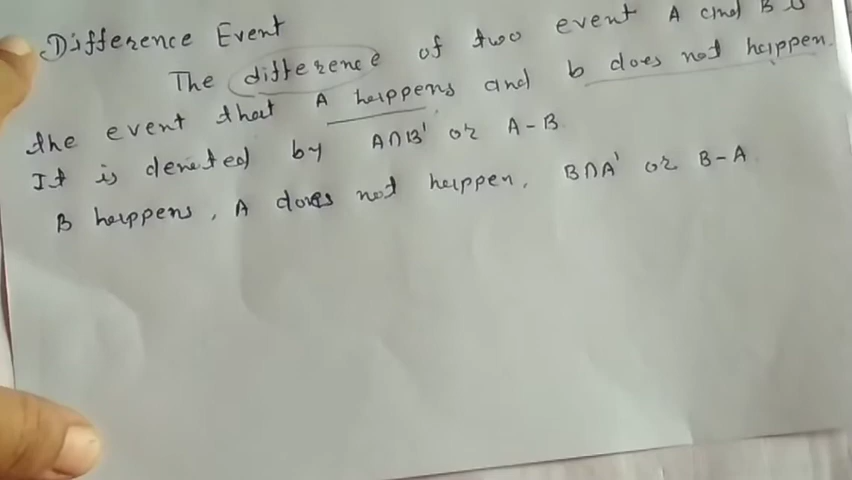 Difference Event
The difference of two event A and B is
the event that A happens and b does not happen.
It is denoted by A∩B' or A-B
B happens, A does not happen. B∩A' or B-A.